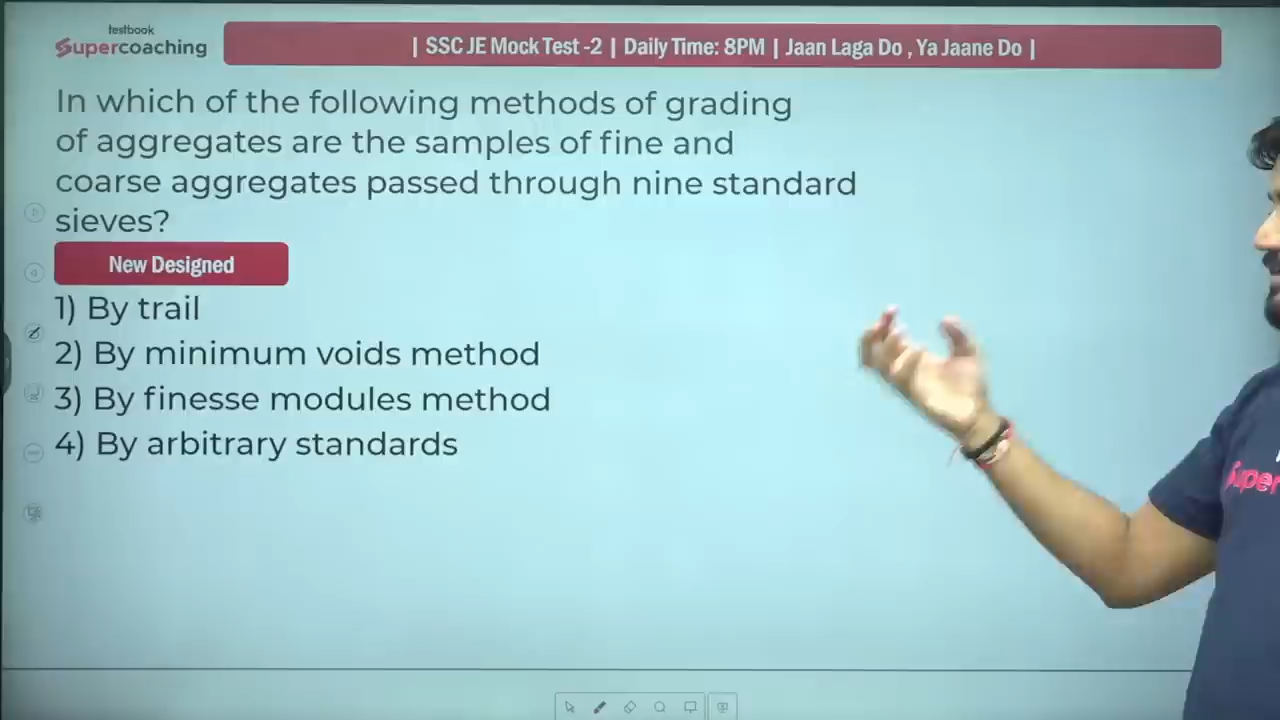 testbook
Supercoaching
| SSC JE Mock Test -2 | Daily Time: 8PM | Jaan Laga Do , Ya Jaane Do |
In which of the following methods of grading
of aggregates are the samples of fine and
coarse aggregates passed through nine standard
sieves?
New Designed
1) By trail
2) By minimum voids method
3) By finesse modules method
4) By arbitrary standards
Super